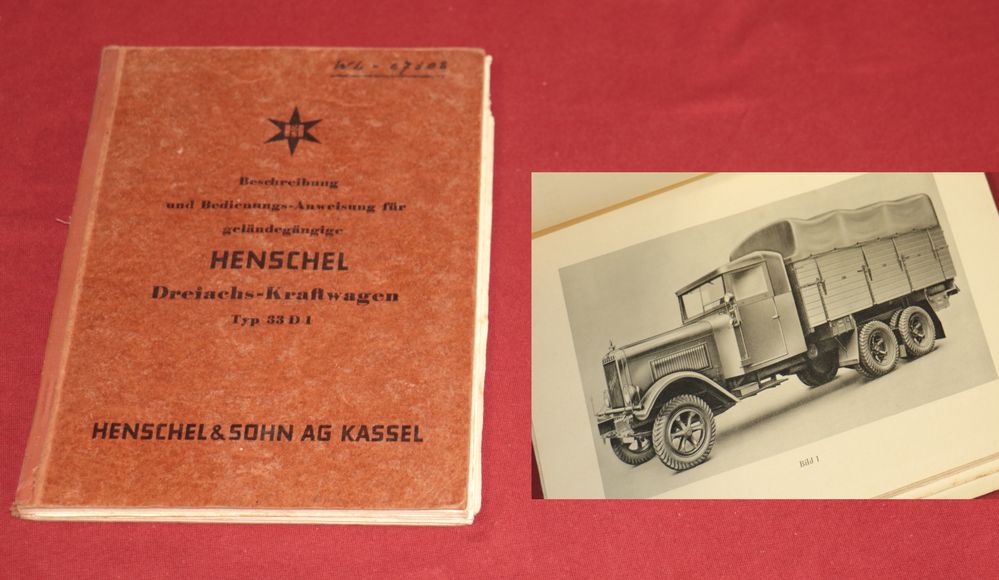 WL-
Beschreibung
und Bedienungs-Anweisung für
geländegängige
HENSCHEL
Dreiachs-Kraftwagen
Typ 33 D 1
HENSCHEL & SOHN AG KASSEL
Bild 1